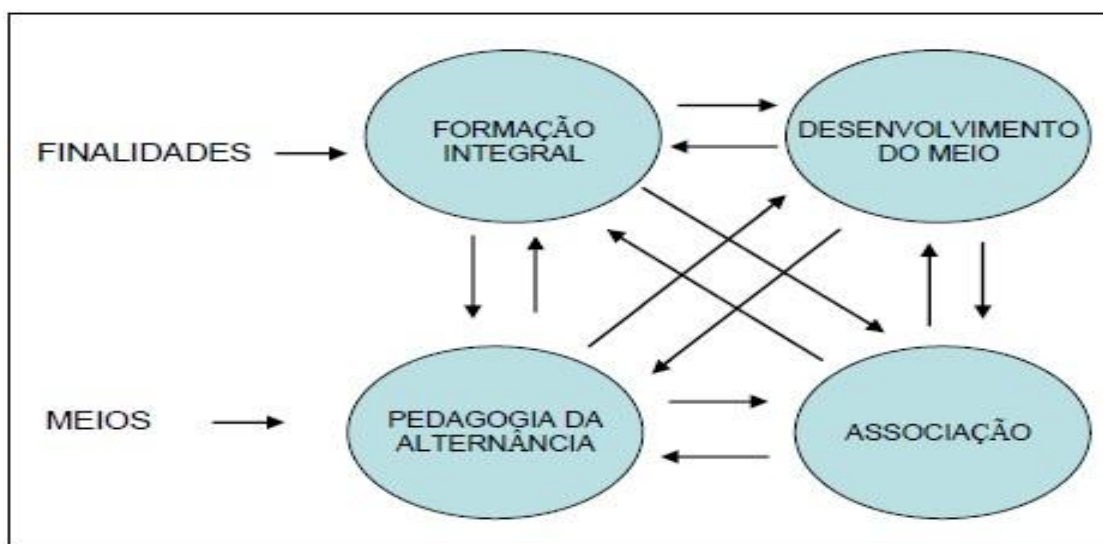 FINALIDADES
FORMAÇÃO
INTEGRAL
DESENVOLVIMENTO
DO MEIO
MEIOS
PEDAGOGIA DA
ALTERNÂNCIA
ASSOCIAÇÃO